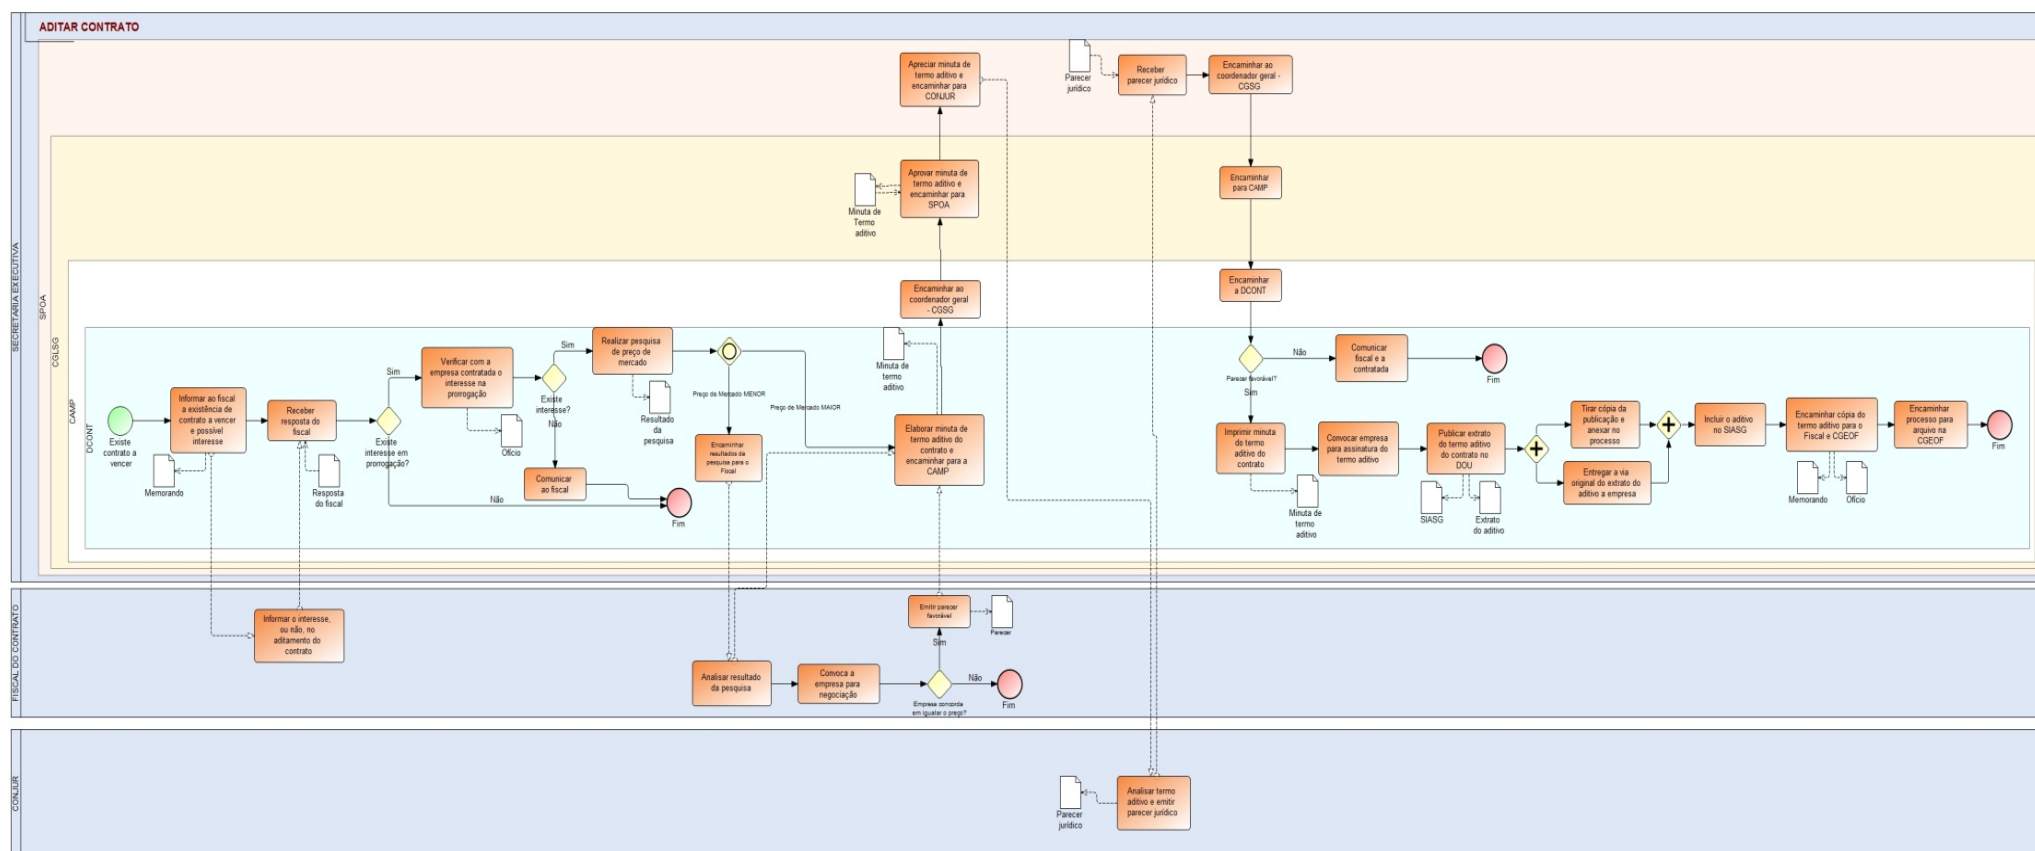 ADITAR CONTRATO
SECRETARIA EXECUTIVA
SPOA
CGLSG
CAMP
DCONT
Apreciar minuta de
termo aditivo e
encaminhar para
CONJUR
Parecer
jurídico
Receber
parecer jurídico
Encaminhar ao
coordenador geral -
CGSG
Aprovar minuta de
termo aditivo e
encaminhar para
SPOA
Minuta de
Termo
aditivo
Encaminhar
para CAMP
Encaminhar ao
coordenador geral
- CGSG
Encaminhar
a DCONT
Existe
contrato a
vencer
Informar ao fiscal
a existência de
contrato a vencer
e possível
interesse
Memorando
Receber
resposta do
fiscal
Resposta
do fiscal
Sim
Existe
interesse em
prorrogação?
Não
Verificar com a
empresa contratada o
interesse na
prorrogação
Ofício
Sim
Existe
interesse?
Não
Comunicar
ao fiscal
Fim
Realizar pesquisa
de preço de
mercado
Resultado
da
pesquisa
Preço de Mercado MENOR
Preço de Mercado MAIOR
Encaminhar
resultados da
pesquisa para o
Fiscal
Minuta de
termo
aditivo
Elaborar minuta de
termo aditivo do
contrato e
encaminhar para a
CAMP
Parecer favorável?
Não
Sim
Comunicar
fiscal e a
contratada
Fim
Imprimir minuta
do termo
aditivo do
contrato
Minuta de
termo
aditivo
Convocar empresa
para assinatura do
termo aditivo
Publicar extrato
do termo aditivo
do contrato no
DOU
SIASG
Extrato
do aditivo
Tirar cópia da
publicação e
anexar no
processo
Entregar a via
original do extrato do
aditivo a empresa
Incluir o aditivo
no SIASG
Encaminhar cópia do
termo aditivo para o
Fiscal e CGEOF
Memorando
Ofício
Encaminhar
processo para
arquivo na
CGEOF
Fim
FISCAL DO CONTRATO
Informar o interesse,
ou não, no
aditamento do
contrato
Analisar resultado
da pesquisa
Convoca a
empresa para
negociação
Emitir parecer
favorável
Parecer
Sim
Não
Empresa concorda
em igualar o preço?
Fim
CONJUR
Parecer
jurídico
Analisar termo
aditivo e emitir
parecer jurídico